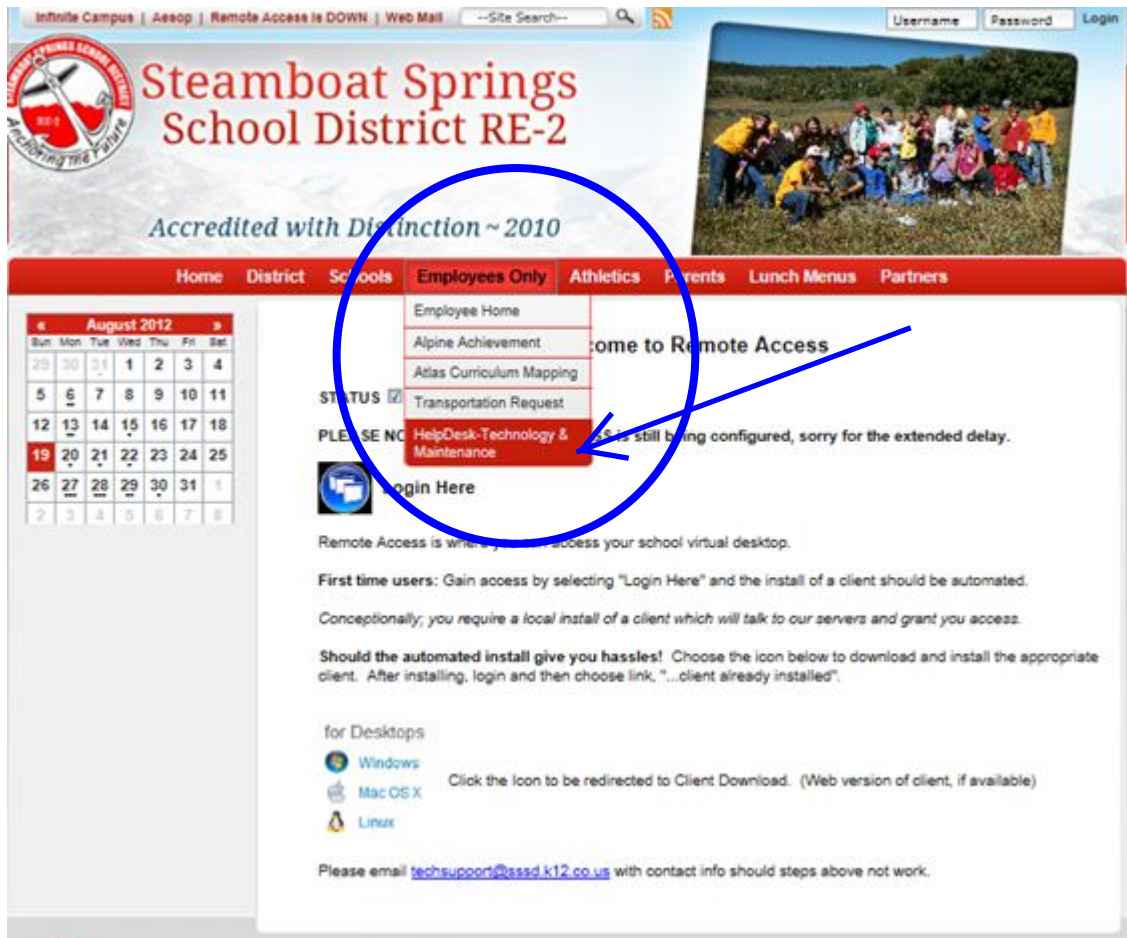 Infinite Campus | Aesop | Remote Access is DOWN | Web Mail --Site Search-- Username Password Login
STEAMBOAT SPRINGS SCHOOL DISTRICT
RE-2
Anchoring the Future
Steamboat Springs
School District RE-2
Accredited with Distinction ~ 2010
Home District Schools Employees Only Athletics Parents Lunch Menus Partners
Employee Home
Alpine Achievement
Atlas Curriculum Mapping
Transportation Request
HelpDesk-Technology &
Maintenance
« August 2012 »
Sun Mon Tue Wed Thu Fri Sat
29 30 31 1 2 3 4
5 6 7 8 9 10 11
12 13 14 15 16 17 18
19 20 21 22 23 24 25
26 27 28 29 30 31 1
2 3 4 5 6 7 8
come to Remote Access
STATUS
PLEASE NO SS is still being configured, sorry for the extended delay.
Login Here
Remote Access is where you can access your school virtual desktop.
First time users: Gain access by selecting "Login Here" and the install of a client should be automated.
Conceptionally; you require a local install of a client which will talk to our servers and grant you access.
Should the automated install give you hassles! Choose the icon below to download and install the appropriate
client. After installing, login and then choose link, "...client already installed".
for Desktops
Windows
Mac OS X
Linux
Click the Icon to be redirected to Client Download. (Web version of client, if available)
Please email techsupport@sssd.k12.co.us with contact info should steps above not work.